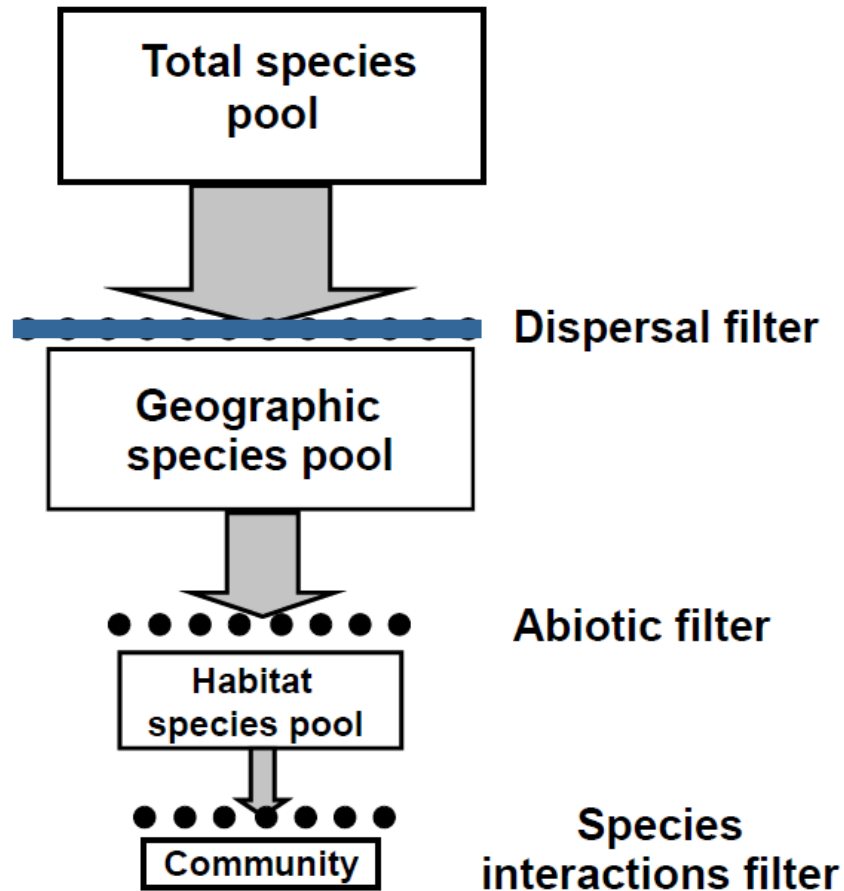 Total species
pool
Dispersal filter
Geographic
species pool
Abiotic filter
Habitat
species pool
Species
interactions filter
Community